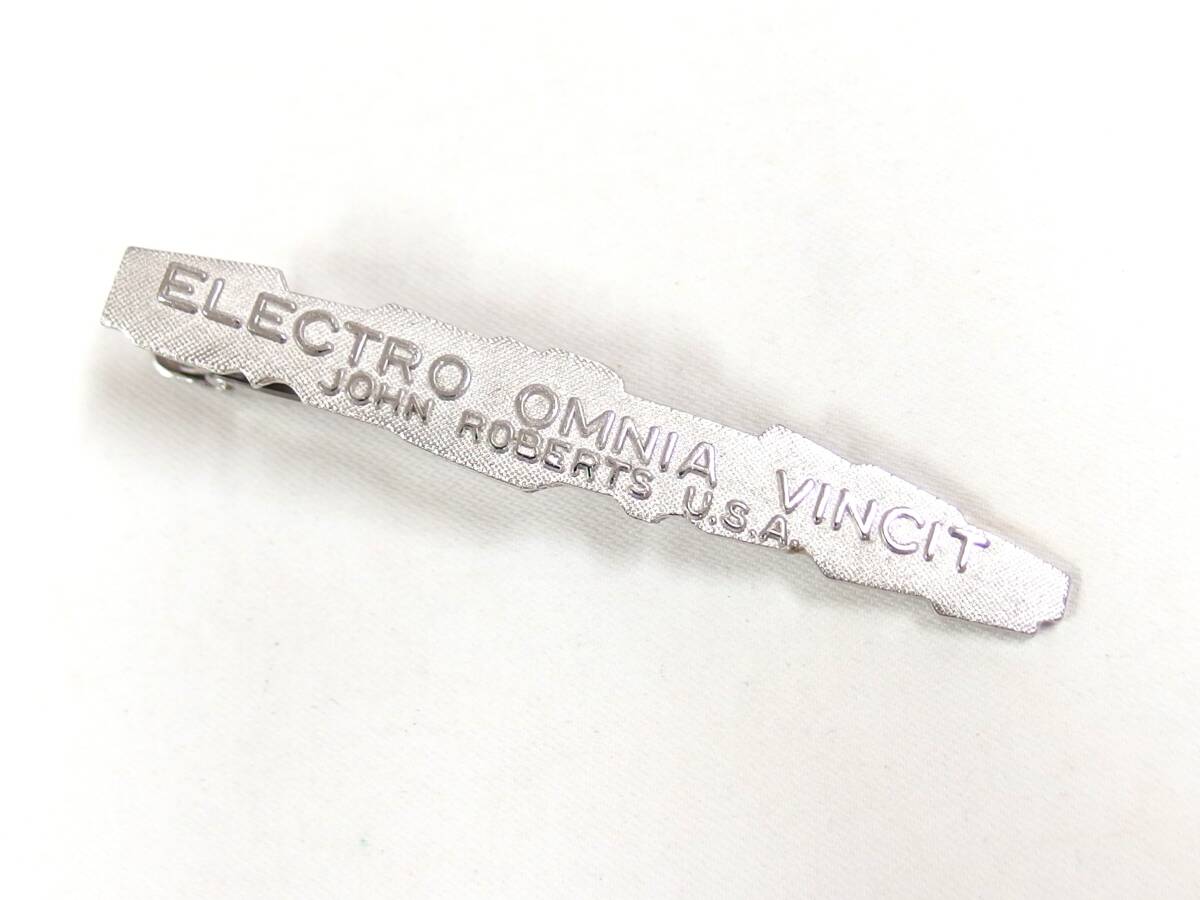 ELECTRO OMNIA VINCIT
JOHN ROBERTS U.S.A.